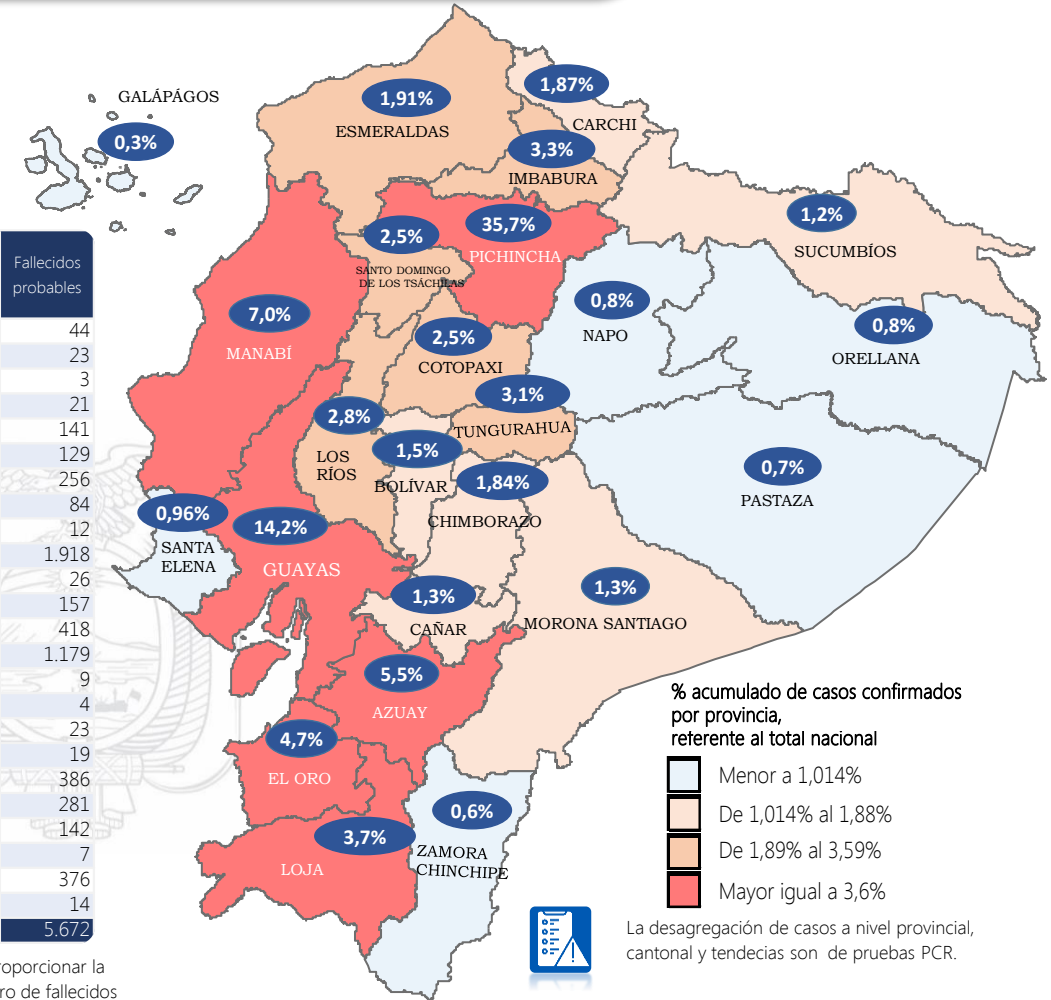 GALÁPÁGOS
0,3%
1,91%
ESMERALDAS
1,87%
CARCHI
3,3%
IMBABURA
1,2%
SUCUMBÍOS
2,5%
SANTO DOMINGO
DE LOS TSÁCHILAS
35,7%
PICHINCHA
7,0%
MANABÍ
0,8%
NAPO
0,8%
ORELLANA
2,5%
COTOPAXI
3,1%
TUNGURAHUA
2,8%
LOS
RÍOS
1,5%
BOLÍVAR
1,84%
CHIMBORAZO
0,7%
PASTAZA
0,96%
SANTA
ELENA
14,2%
GUAYAS
1,3%
CAÑAR
1,3%
MORONA SANTIAGO
5,5%
AZUAY
4,7%
EL ORO
3,7%
LOJA
0,6%
ZAMORA
CHINCHIPE
Fallecidos
probables
44
23
3
21
141
129
256
84
12
1.918
26
157
418
1.179
9
4
23
19
386
281
142
7
376
14
5.672
roporcionar la
ro de fallecidos
% acumulado de casos confirmados
por provincia,
referente al total nacional
Menor a 1,014%
De 1,014% al 1,88%
De 1,89% al 3,59%
Mayor igual a 3,6%
La desagregación de casos a nivel provincial,
cantonal y tendecias son de pruebas PCR.